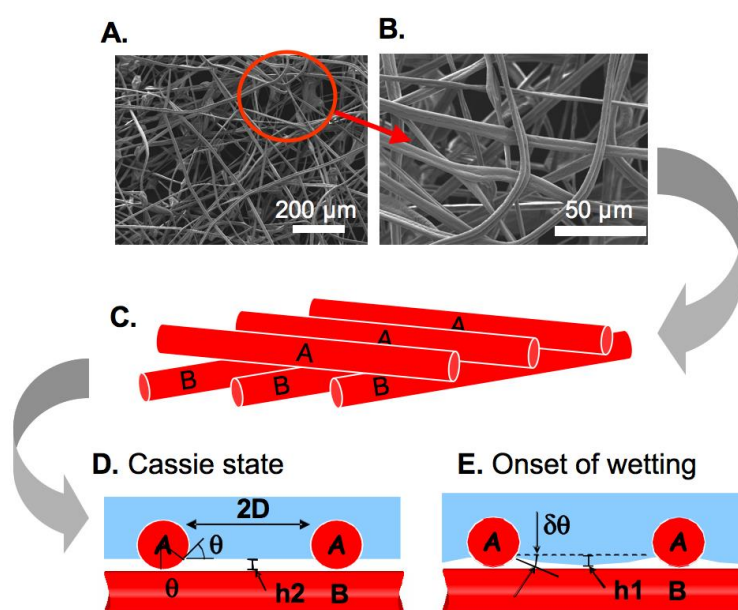 A.
B.
200 µm
50 µm
C.
A
A
A
B
B
B
D. Cassie state
E. Onset of wetting
2D
A
θ
A
θ
h2
B
δθ
A
A
h1
B